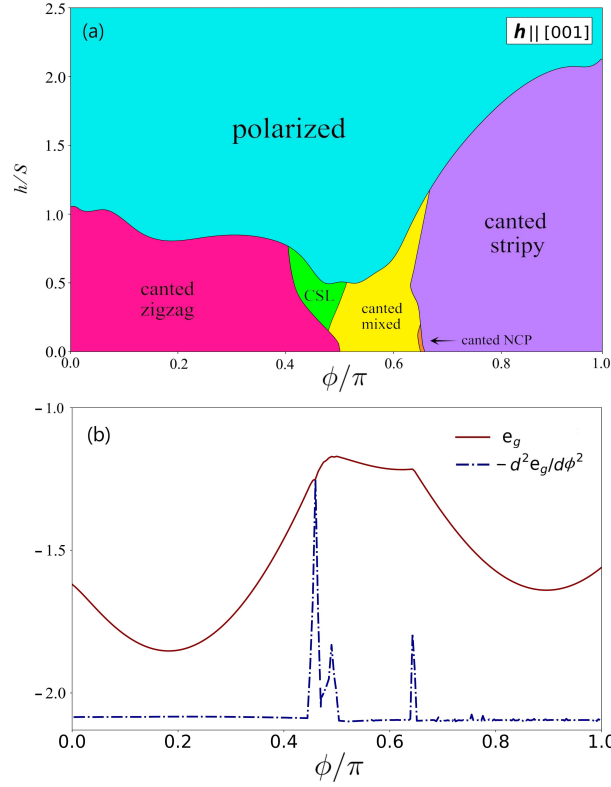 (a)
h || [001]
2.5
2.0
1.5
1.0
0.5
0.0
h/S
polarized
canted
zigzag
CSL
canted
mixed
canted
stripy
canted NCP
0.0
0.2
0.4
0.6
0.8
1.0
ϕ/π
(b)
e_g
−d²e_g/dϕ²
−1.0
−1.5
−2.0
0.0
0.2
0.4
0.6
0.8
1.0
ϕ/π